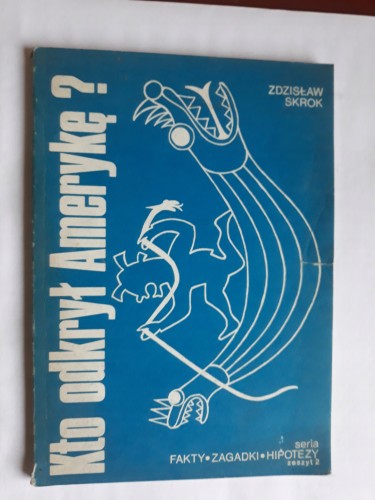 ZDZISŁAW
SKROK
Kto odkrył Amerykę?
seria
FAKTY•ZAGADKI•HIPOTEZY
zeszyt 2